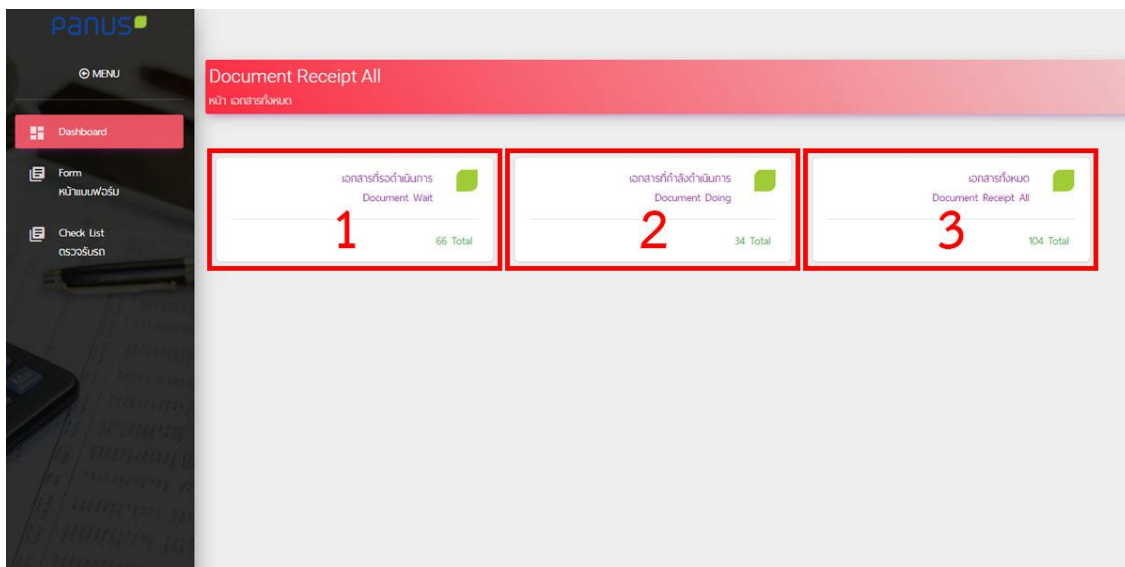 Panus
MENU
Document Receipt All
หน้า เอกสารทั้งหมด
Dashboard
Form
หน้าแบบฟอร์ม
Check List
ตรวจรับรถ
เอกสารที่รอดำเนินการ
Document Wait
1
66 Total
เอกสารที่กำลังดำเนินการ
Document Doing
2
34 Total
เอกสารทั้งหมด
Document Receipt All
3
104 Total